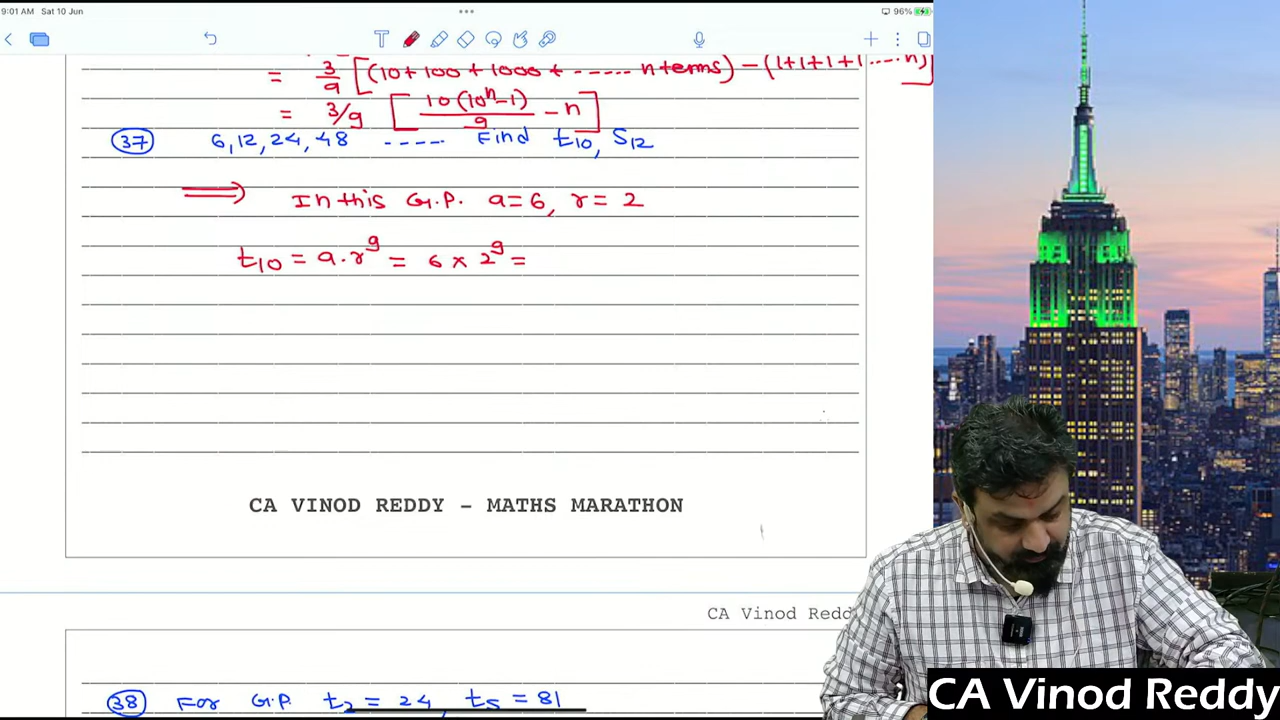 9:01 AM Sat 10 Jun
96%
= 3/9 [(10+100+1000+ ...... n terms) – (1+1+1+1....n)]
= 3/9 [10(10ⁿ–1)/9 – n]
37 6, 12, 24, 48 ---- Find t₁₀, S₁₂
⇒ In this G.P. a=6, r=2
t₁₀ = a.r⁹ = 6 × 2⁹ =
CA VINOD REDDY – MATHS MARATHON
CA Vinod Redd
38 For G.P. t₂ = 24, t₅ = 81
CA Vinod Reddy